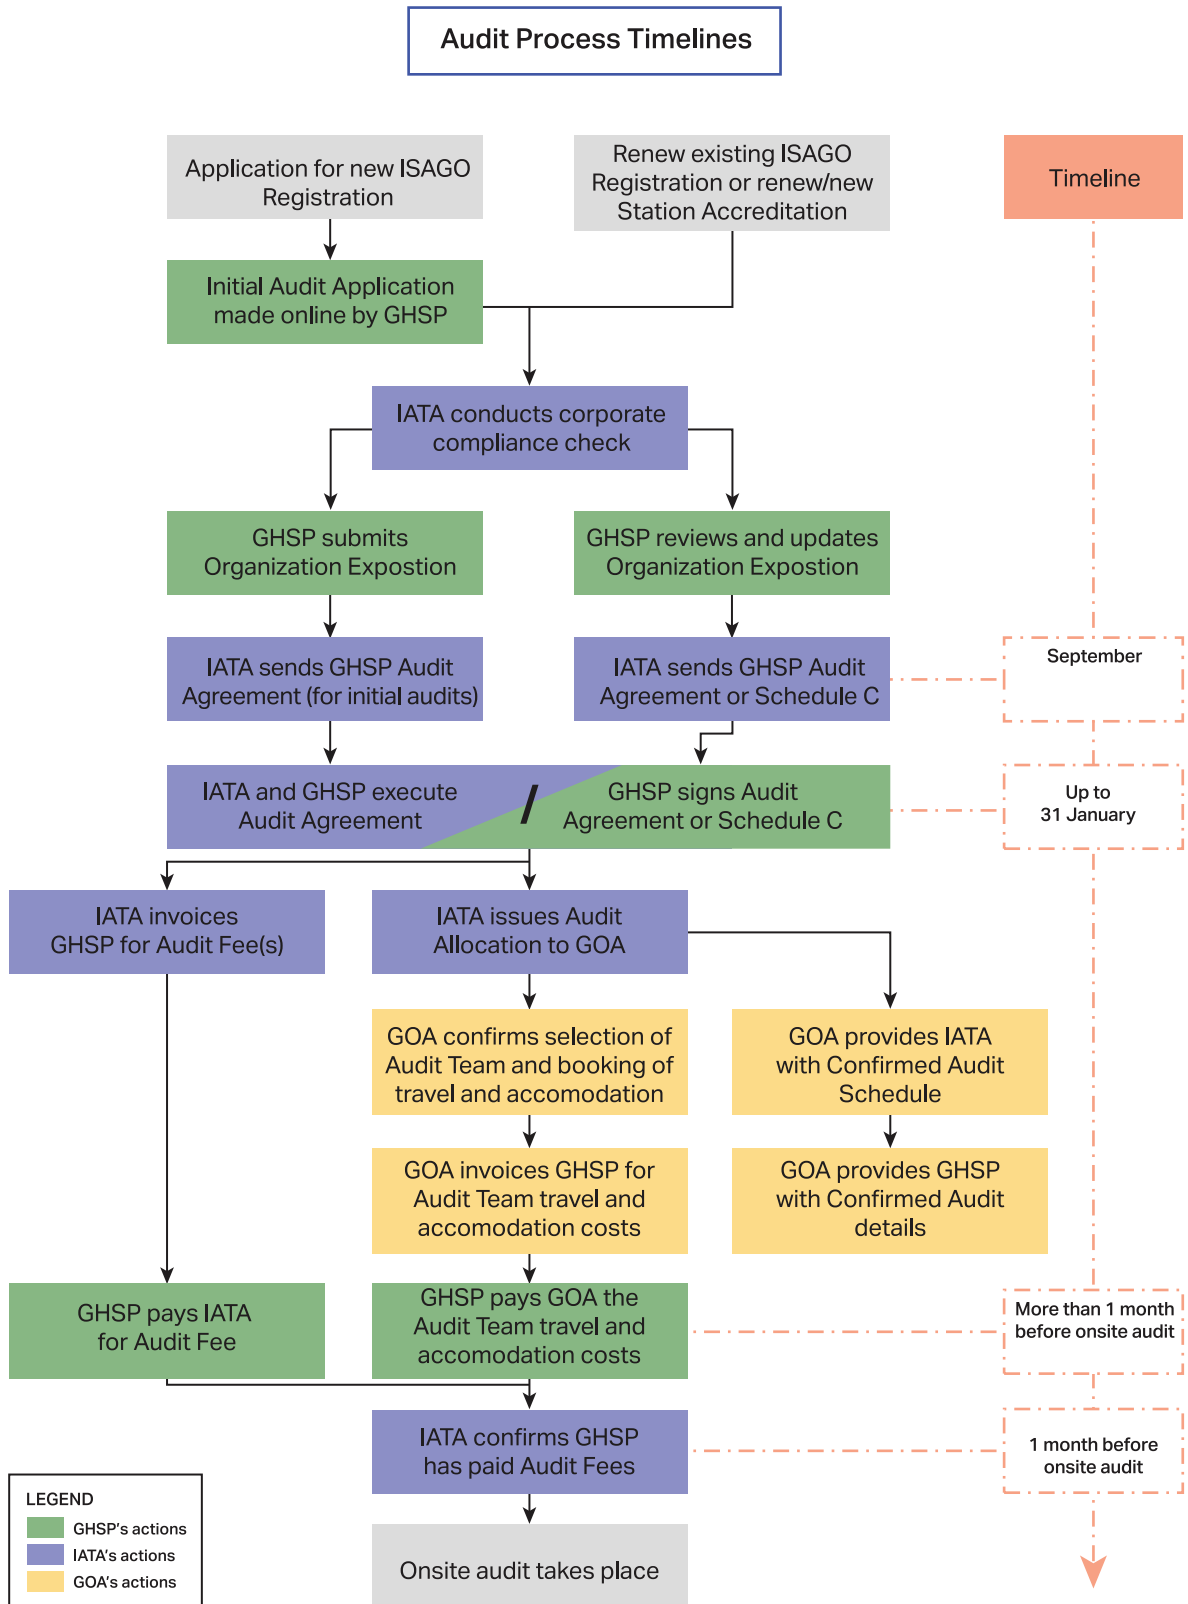 Audit Process Timelines
Application for new ISAGO
Registration
Renew existing ISAGO
Registration or renew/new
Station Accreditation
Timeline
Initial Audit Application
made online by GHSP
IATA conducts corporate
compliance check
GHSP submits
Organization Expostion
GHSP reviews and updates
Organization Expostion
IATA sends GHSP Audit
Agreement (for initial audits)
IATA sends GHSP Audit
Agreement or Schedule C
September
IATA and GHSP execute
Audit Agreement
/
GHSP signs Audit
Agreement or Schedule C
Up to
31 January
IATA invoices
GHSP for Audit Fee(s)
IATA issues Audit
Allocation to GOA
GOA confirms selection of
Audit Team and booking of
travel and accomodation
GOA provides IATA
with Confirmed Audit
Schedule
GOA invoices GHSP for
Audit Team travel and
accomodation costs
GOA provides GHSP
with Confirmed Audit
details
GHSP pays IATA
for Audit Fee
GHSP pays GOA the
Audit Team travel and
accomodation costs
More than 1 month
before onsite audit
IATA confirms GHSP
has paid Audit Fees
1 month before
onsite audit
Onsite audit takes place
LEGEND
GHSP's actions
IATA's actions
GOA's actions